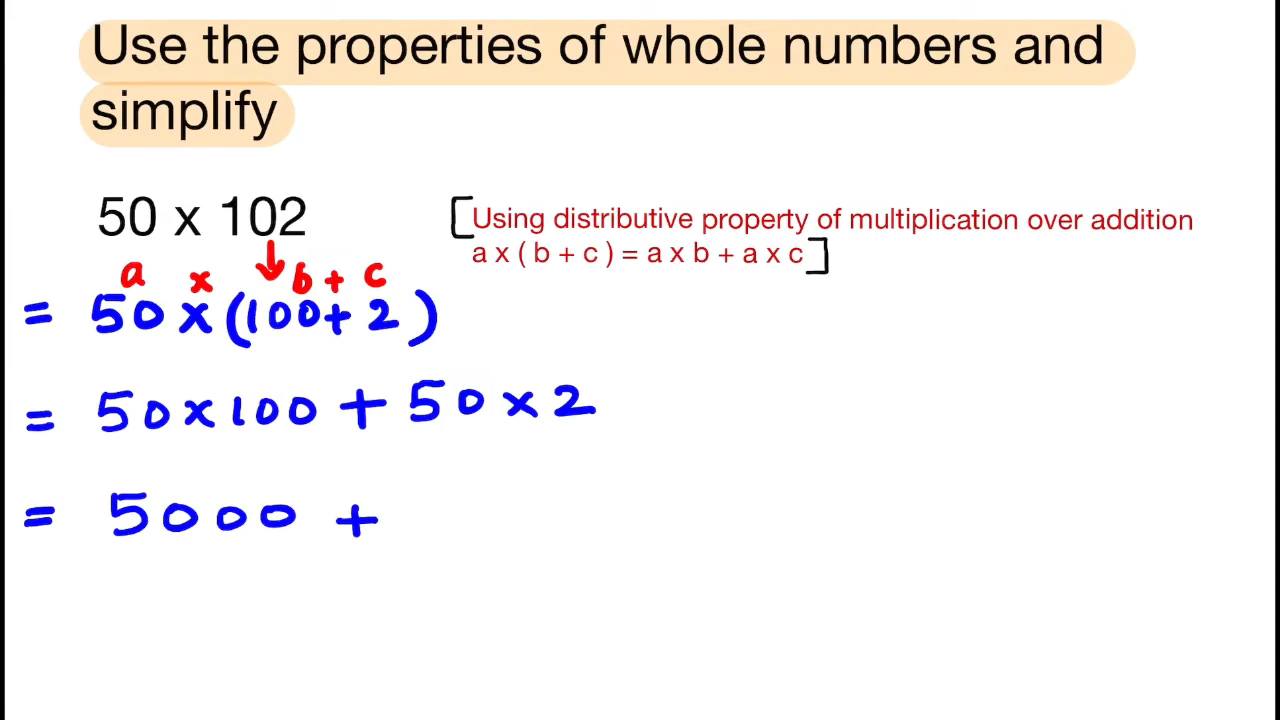 Use the properties of whole numbers and
simplify
50 x 102
[Using distributive property of multiplication over addition
a x ( b + c ) = a x b + a x c]
a x b + c
= 50 x (100+ 2)
= 50 x 100 + 50 x 2
= 5000 +